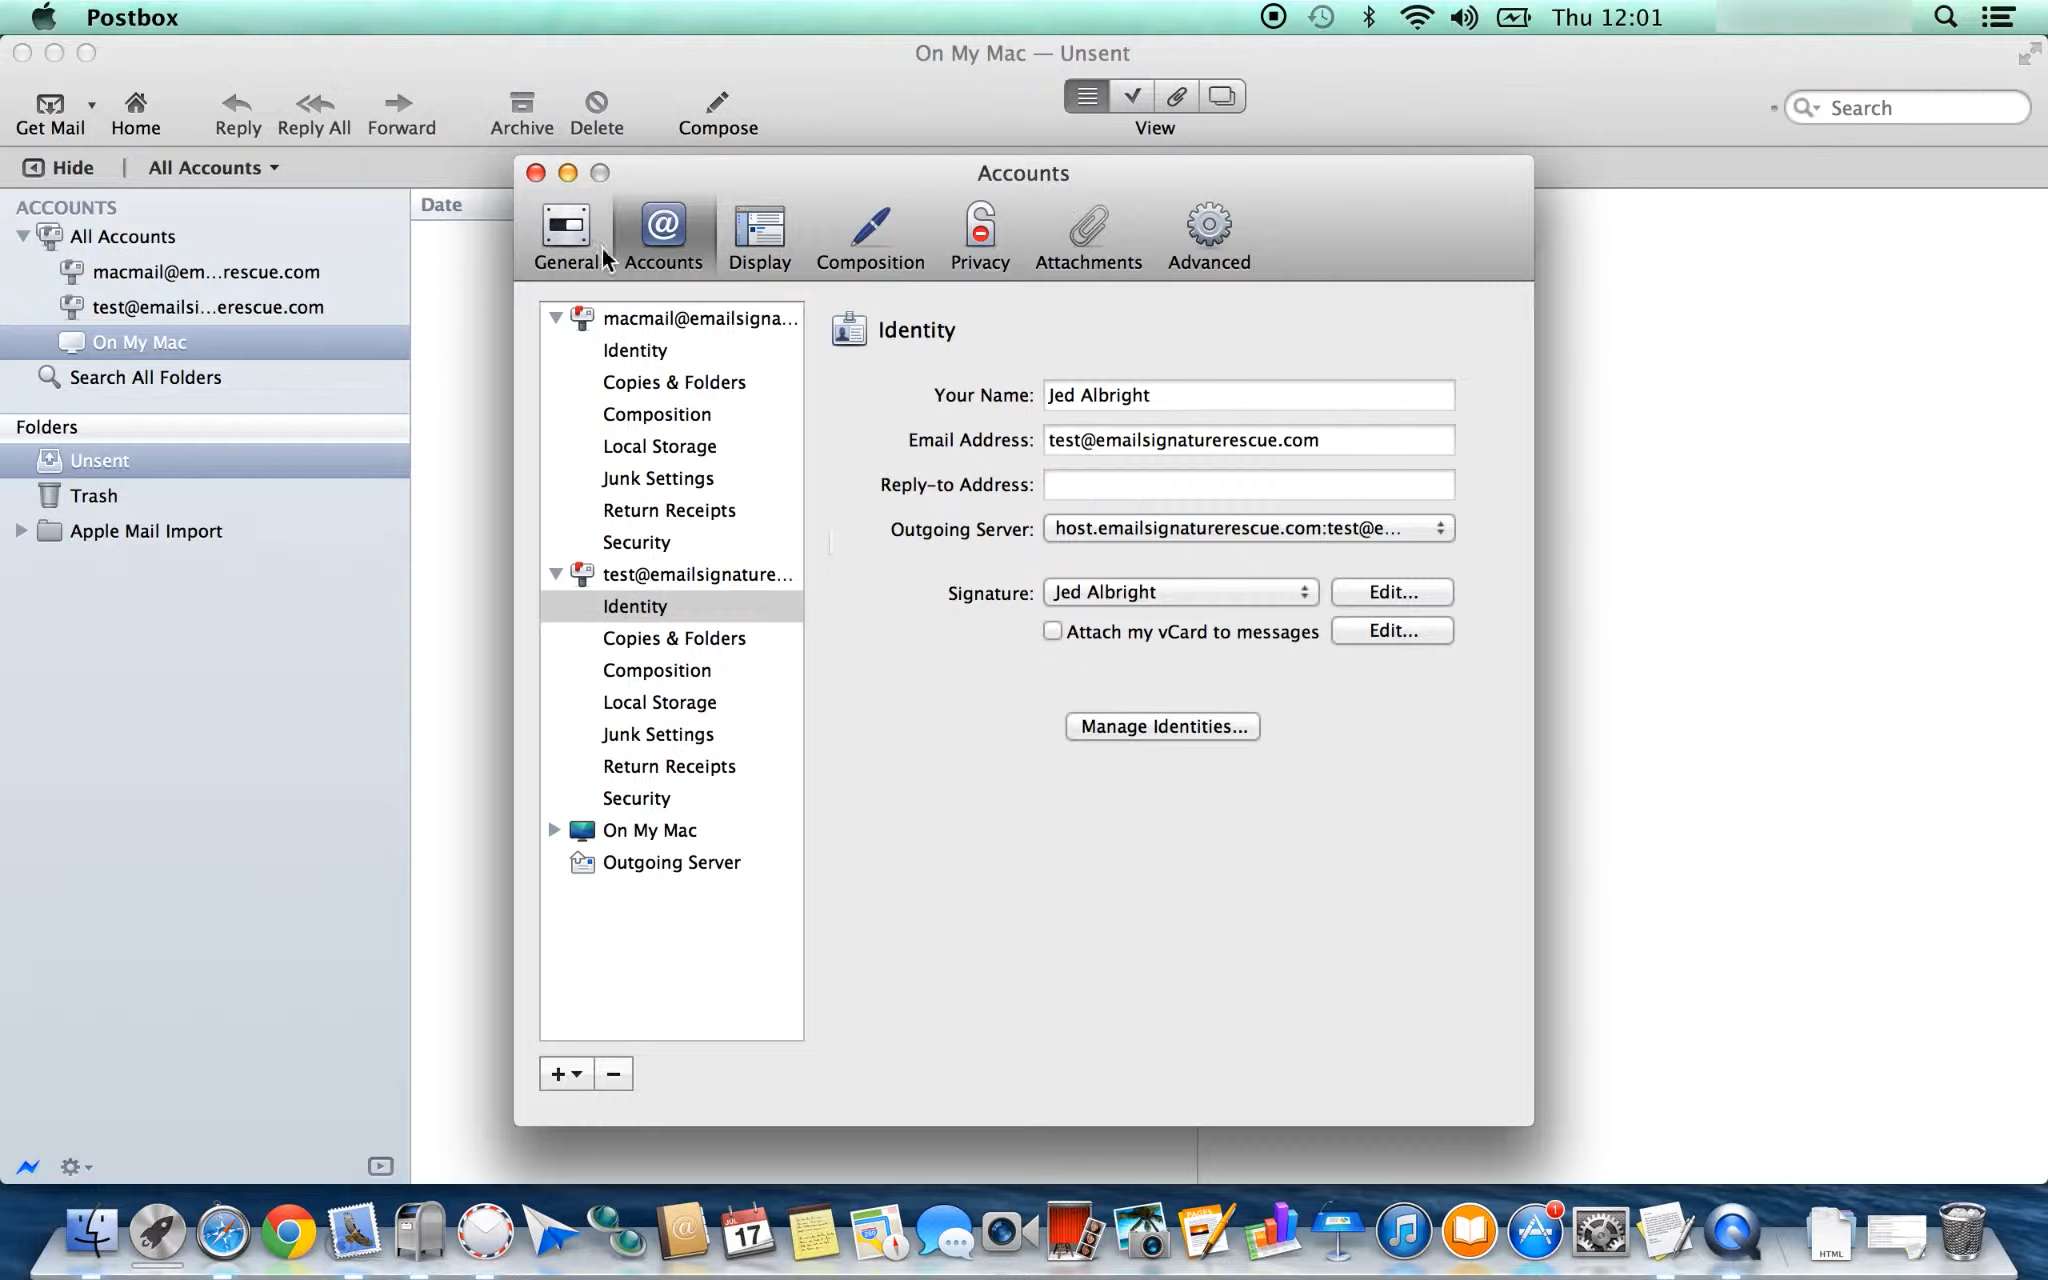 Postbox
Thu 12:01
On My Mac — Unsent
Get Mail
Home
Reply
Reply All
Forward
Archive
Delete
Compose
View
Search
Hide
All Accounts
ACCOUNTS
All Accounts
macmail@em...rescue.com
test@emailsi...erescue.com
On My Mac
Search All Folders
Folders
Unsent
Trash
Apple Mail Import
Date
Accounts
General
Accounts
Display
Composition
Privacy
Attachments
Advanced
macmail@emailsigna...
Identity
Copies & Folders
Composition
Local Storage
Junk Settings
Return Receipts
Security
test@emailsignature...
Identity
Copies & Folders
Composition
Local Storage
Junk Settings
Return Receipts
Security
On My Mac
Outgoing Server
Identity
Your Name: Jed Albright
Email Address: test@emailsignaturerescue.com
Reply-to Address:
Outgoing Server: host.emailsignaturerescue.com:test@e...
Signature: Jed Albright Edit...
Attach my vCard to messages Edit...
Manage Identities...
JUL
17
PAGES
1
HTML